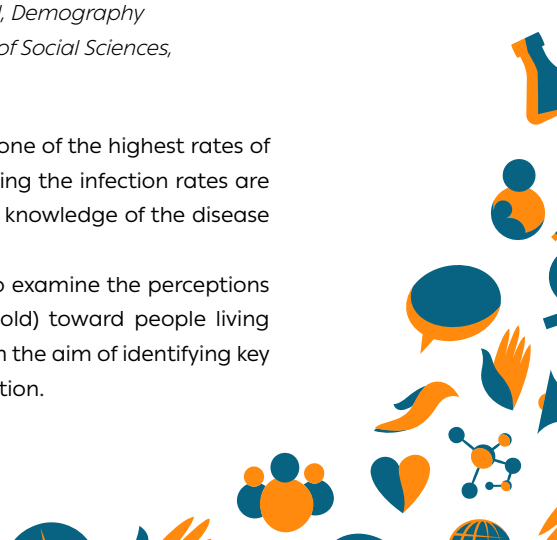 , Demography
of Social Sciences,
one of the highest rates of
ing the infection rates are
knowledge of the disease
examine the perceptions
old) toward people living
the aim of identifying key
tion.